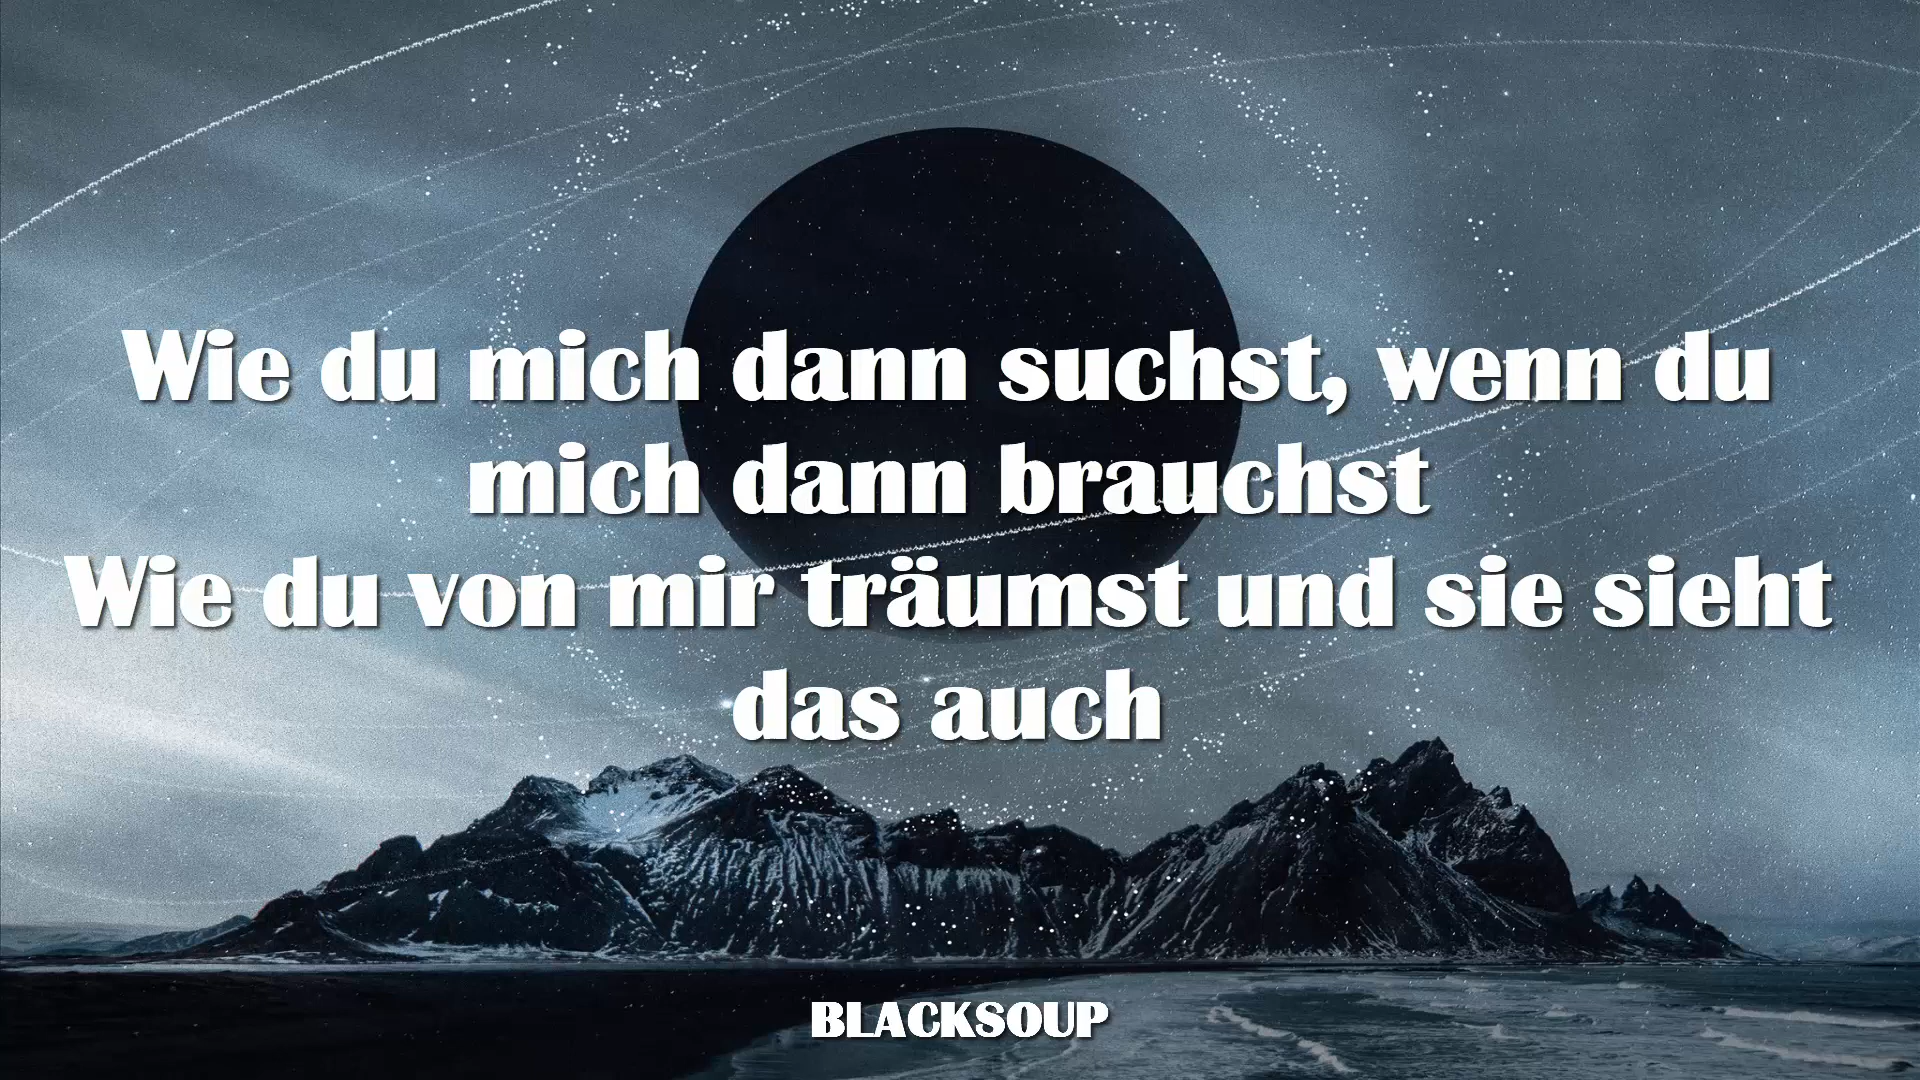 Wie du mich dann suchst, wenn du
mich dann brauchst
Wie du von mir träumst und sie sieht
das auch
BLACKSOUP